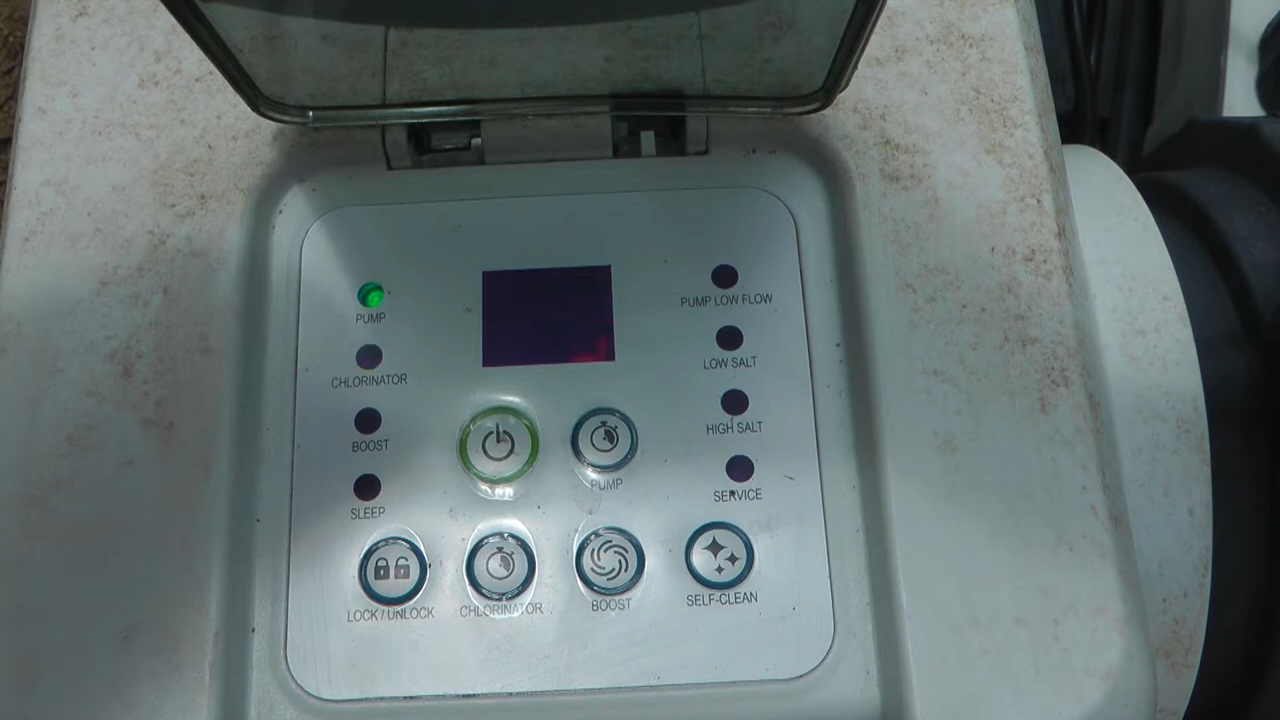 PUMP
CHLORINATOR
BOOST
SLEEP
PUMP LOW FLOW
LOW SALT
HIGH SALT
SERVICE
PUMP
LOCK / UNLOCK
CHLORINATOR
BOOST
SELF-CLEAN